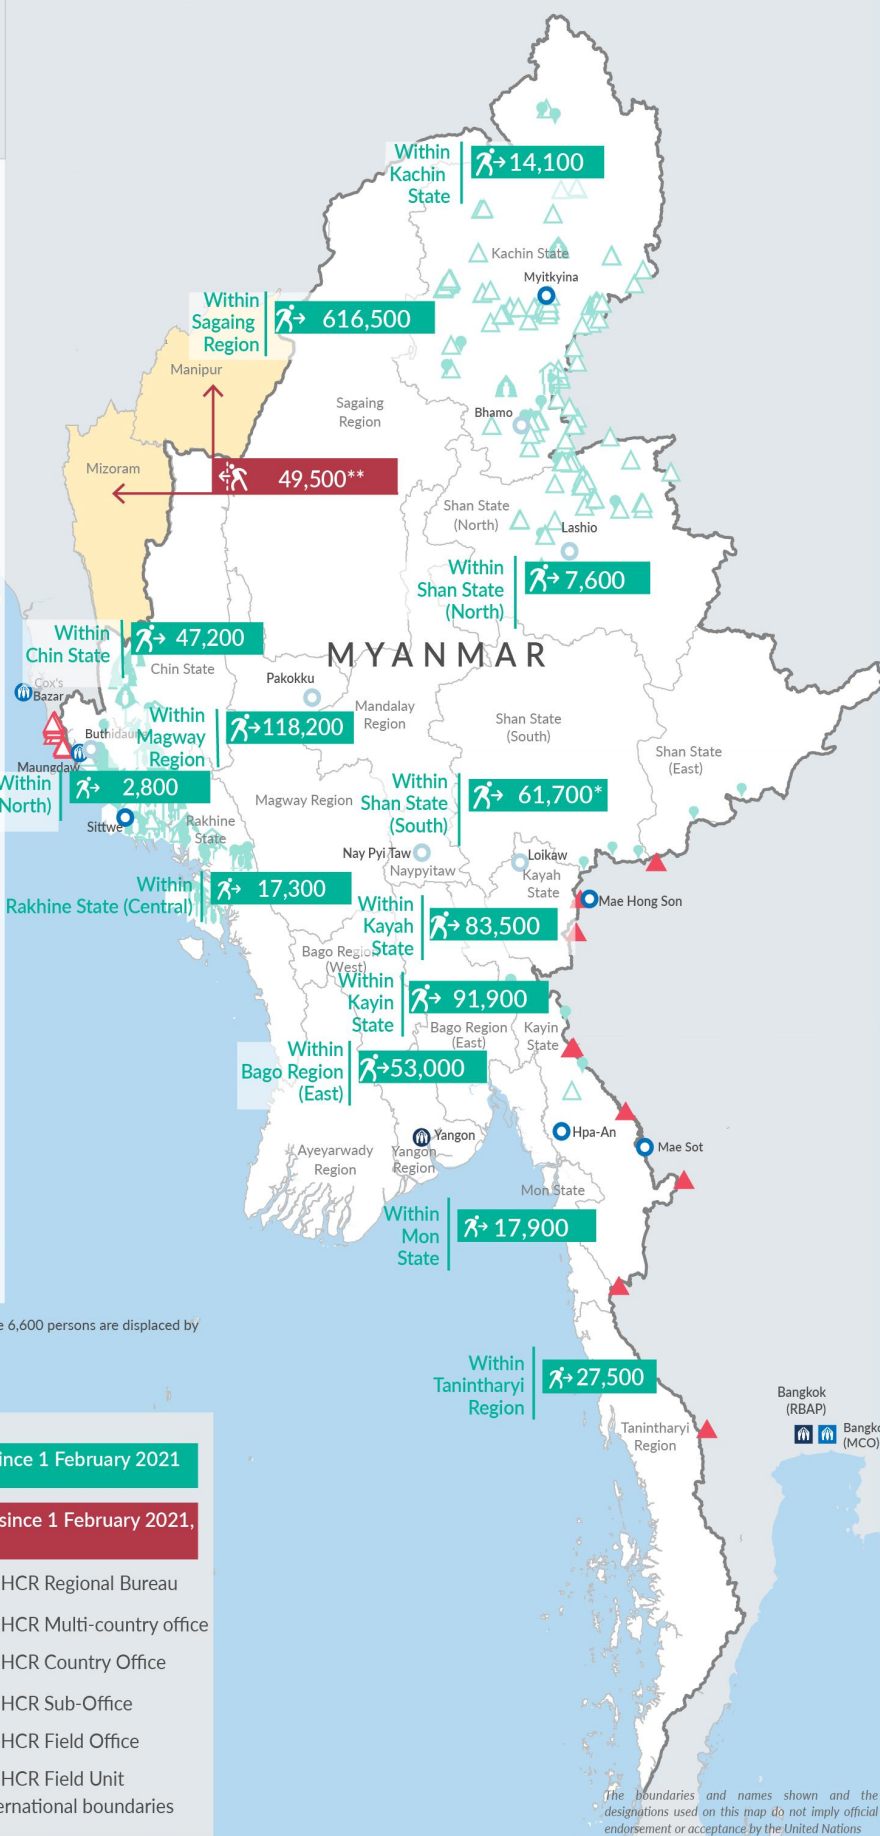 Within
Kachin
State
14,100
Kachin State
Myitkyina
Within
Sagaing
Region
616,500
Manipur
Sagaing
Region
Bhamo
Mizoram
49,500**
Shan State
(North)
Lashio
Within
Shan State
(North)
7,600
Within
Chin State
47,200
MYANMAR
Chin State
Pakokku
Cox's
Bazar
Mandalay
Region
Within
Magway
Region
118,200
Shan State
(South)
Shan State
(East)
Maungdaw
Within
North)
2,800
Within
Shan State
(South)
61,700*
Magway Region
Sittwe
Rakhine
State
Nay Pyi Taw
Naypyitaw
Loikaw
Kayah
State
Within
Rakhine State (Central)
17,300
Mae Hong Son
Within
Kayah
State
83,500
Bago Region
(West)
Within
Kayin
State
91,900
Bago Region
(East)
Kayin
State
Within
Bago Region
(East)
53,000
Yangon
Hpa-An
Mae Sot
Ayeyarwady
Region
Yangon
Region
Mon State
Within
Mon
State
17,900
e 6,600 persons are displaced by
Within
Tanintharyi
Region
27,500
Tanintharyi
Region
Bangkok
(RBAP)
Bangko
(MCO)
ince 1 February 2021
since 1 February 2021,
HCR Regional Bureau
HCR Multi-country office
HCR Country Office
HCR Sub-Office
HCR Field Office
HCR Field Unit
ernational boundaries
The boundaries and names shown and the
designations used on this map do not imply official
endorsement or acceptance by the United Nations